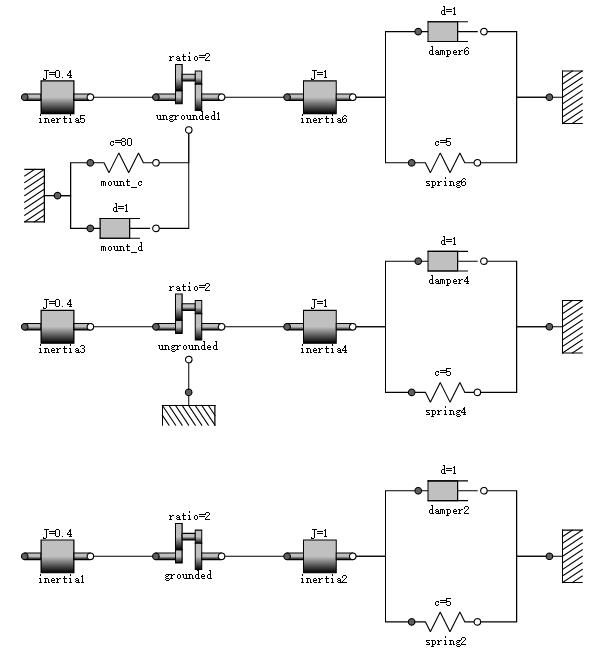 d=1
damper6
J=0.4
inertia5
ratio=2
ungrounded1
J=1
inertia6
c=80
mount_c
c=5
spring6
d=1
mount_d
d=1
damper4
J=0.4
inertia3
ratio=2
ungrounded
J=1
inertia4
c=5
spring4
d=1
damper2
J=0.4
inertia1
ratio=2
grounded
J=1
inertia2
c=5
spring2